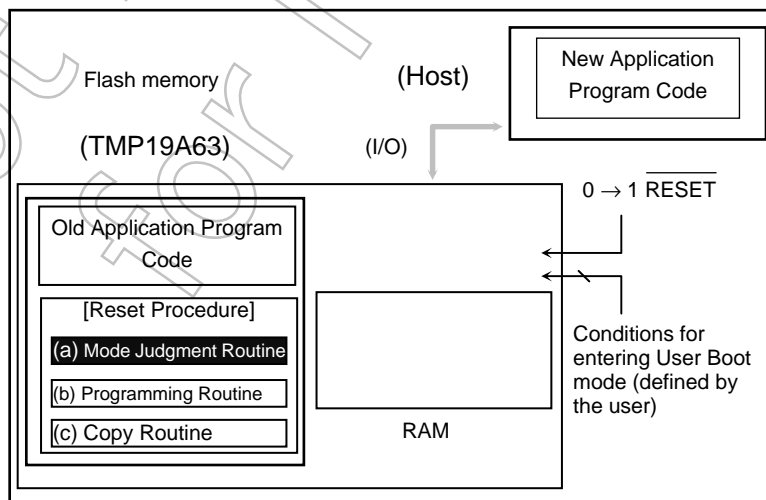 New Application
Program Code
(Host)
Flash memory
(TMP19A63)
(I/O)
0 → 1 RESET
Old Application Program
Code
[Reset Procedure]
(a) Mode Judgment Routine
(b) Programming Routine
(c) Copy Routine
RAM
Conditions for
entering User Boot
mode (defined by
the user)
for